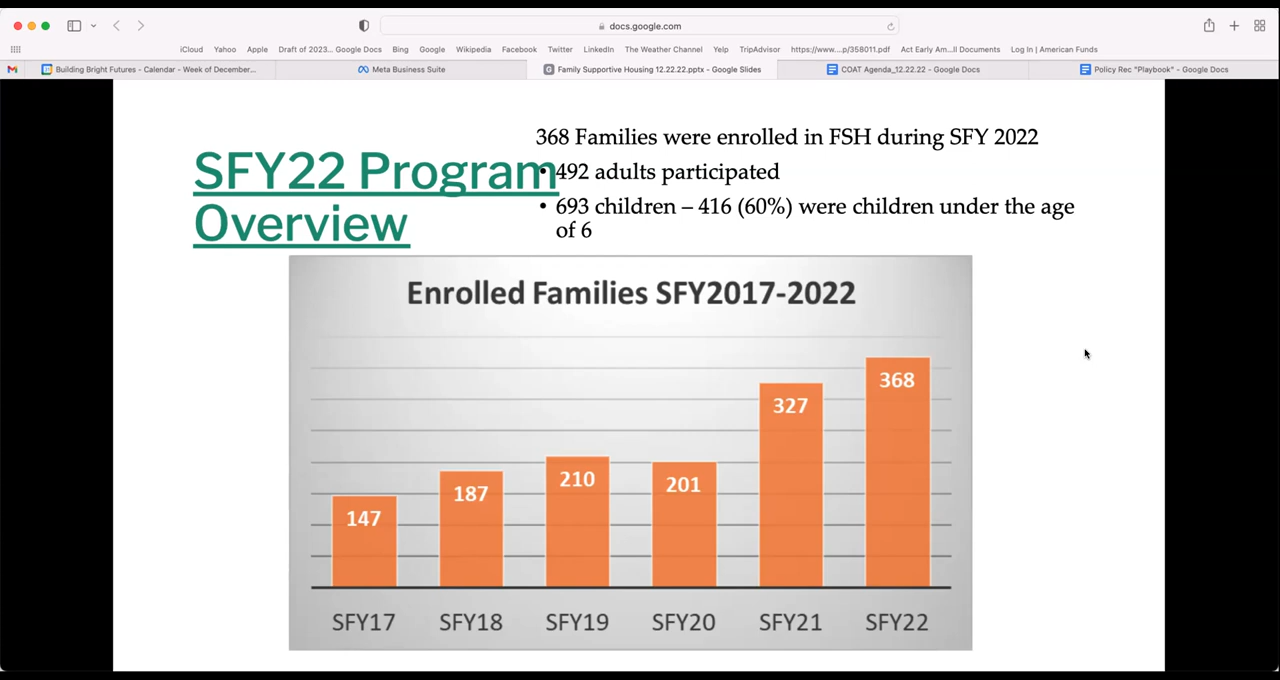 docs.google.com
iCloud Yahoo Apple Draft of 2023... Google Docs Bing Google Wikipedia Facebook Twitter LinkedIn The Weather Channel Yelp TripAdvisor https://www....p/358011.pdf Act Early Am...ll Documents Log In | American Funds
Building Bright Futures - Calendar - Week of December... Meta Business Suite Family Supportive Housing 12.22.22.pptx - Google Slides COAT Agenda_12.22.22 - Google Docs Policy Rec "Playbook" - Google Docs
SFY22 Program
Overview
368 Families were enrolled in FSH during SFY 2022
• 492 adults participated
• 693 children – 416 (60%) were children under the age
of 6
Enrolled Families SFY2017-2022
147 187 210 201 327 368
SFY17 SFY18 SFY19 SFY20 SFY21 SFY22